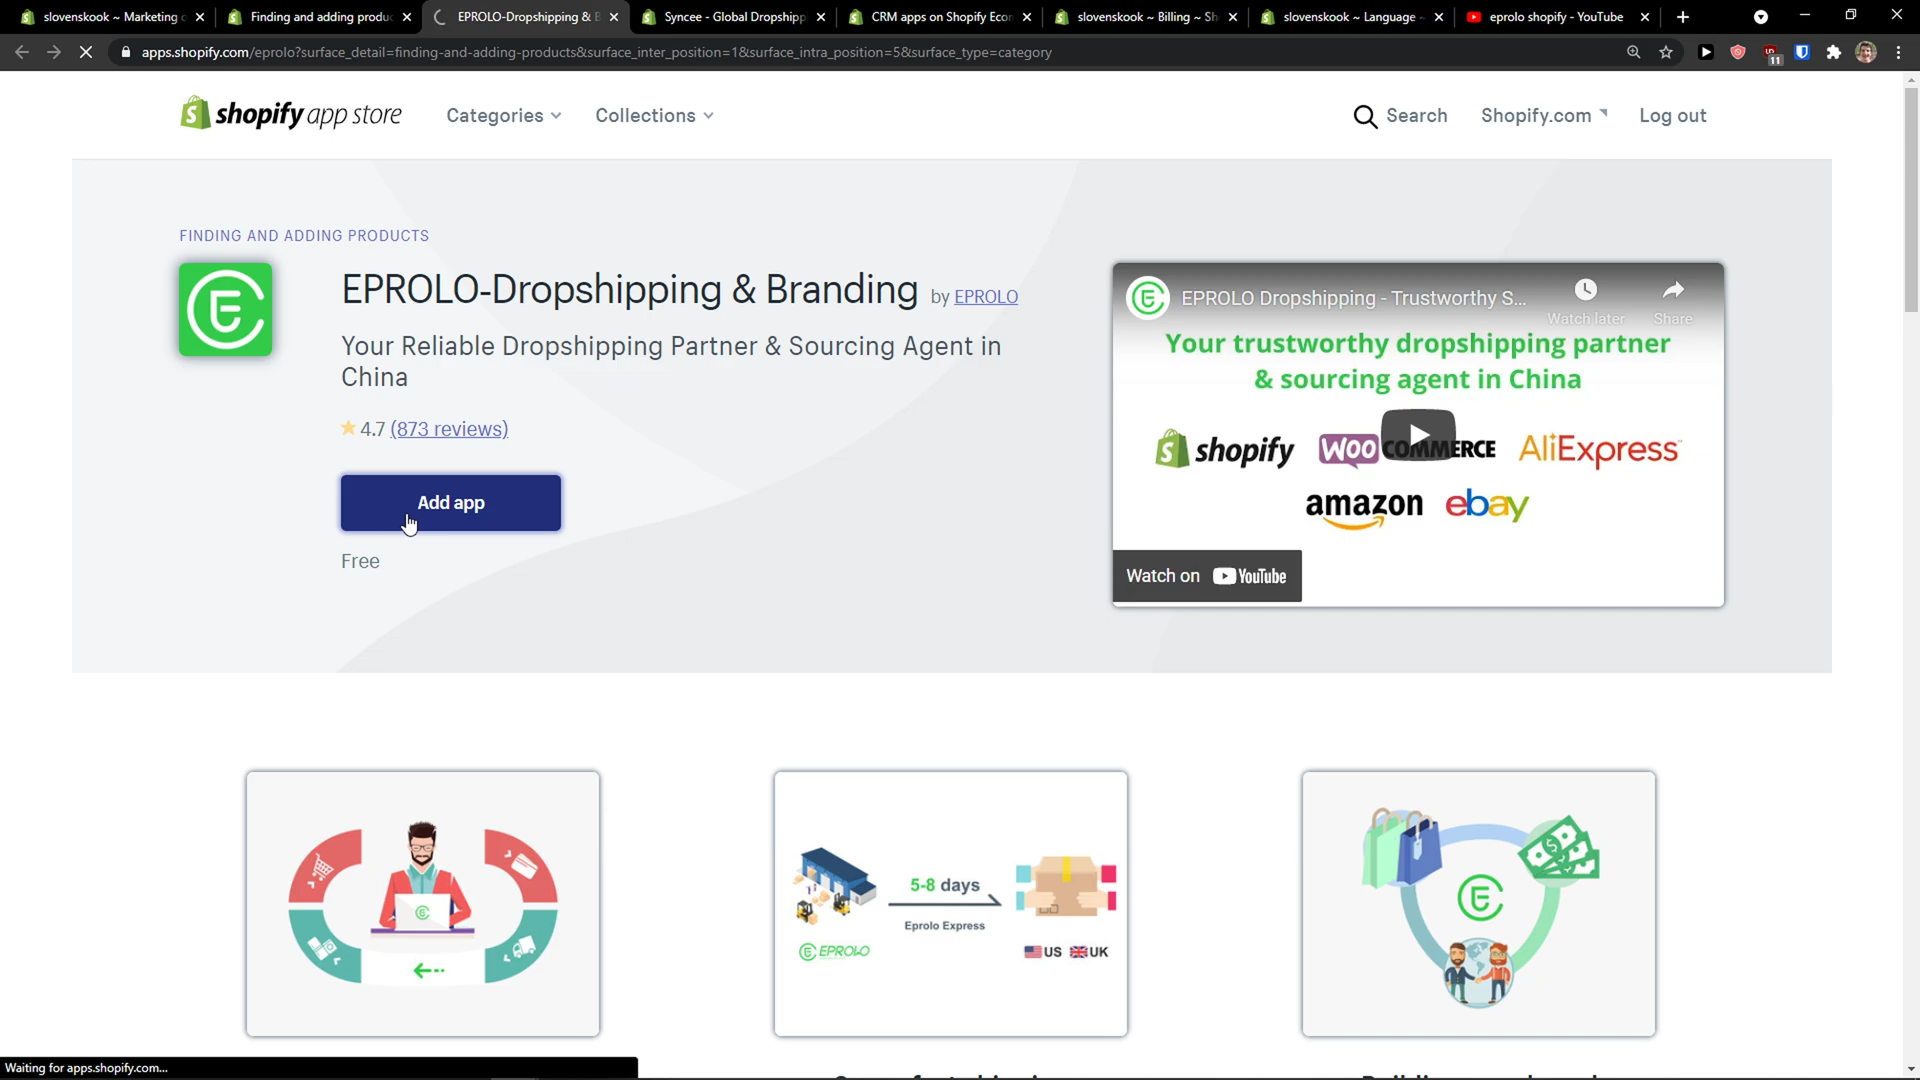 slovenskook ~ Marketing
Finding and adding produc
EPROLO-Dropshipping &
Syncee - Global Dropshipp
CRM apps on Shopify Ecor
slovenskook ~ Billing ~ Sh
slovenskook ~ Language ~
eprolo shopify - YouTube
apps.shopify.com/eprolo?surface_detail=finding-and-adding-products&surface_inter_position=1&surface_intra_position=5&surface_type=category
11
shopify app store
Categories
Collections
Search
Shopify.com
Log out
FINDING AND ADDING PRODUCTS
EPROLO-Dropshipping & Branding by EPROLO
Your Reliable Dropshipping Partner & Sourcing Agent in
China
4.7 (873 reviews)
Add app
Free
EPROLO Dropshipping - Trustworthy S...
Watch later
Share
Your trustworthy dropshipping partner
& sourcing agent in China
shopify
WOO COMMERCE
AliExpress
amazon
ebay
Watch on YouTube
5-8 days
Eprolo Express
EPROLO
US UK
Waiting for apps.shopify.com...